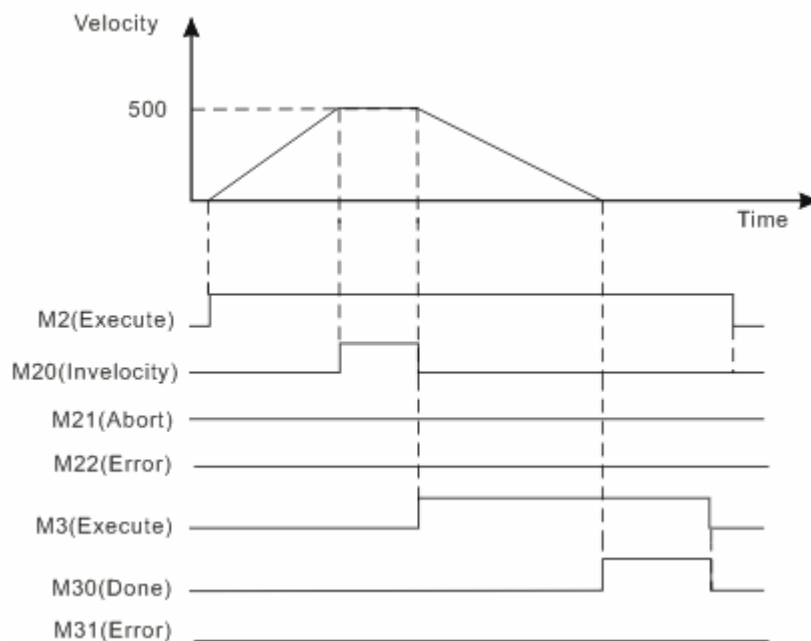 Velocity
500
Time
M2(Execute)
M20(Invelocity)
M21(Abort)
M22(Error)
M3(Execute)
M30(Done)
M31(Error)